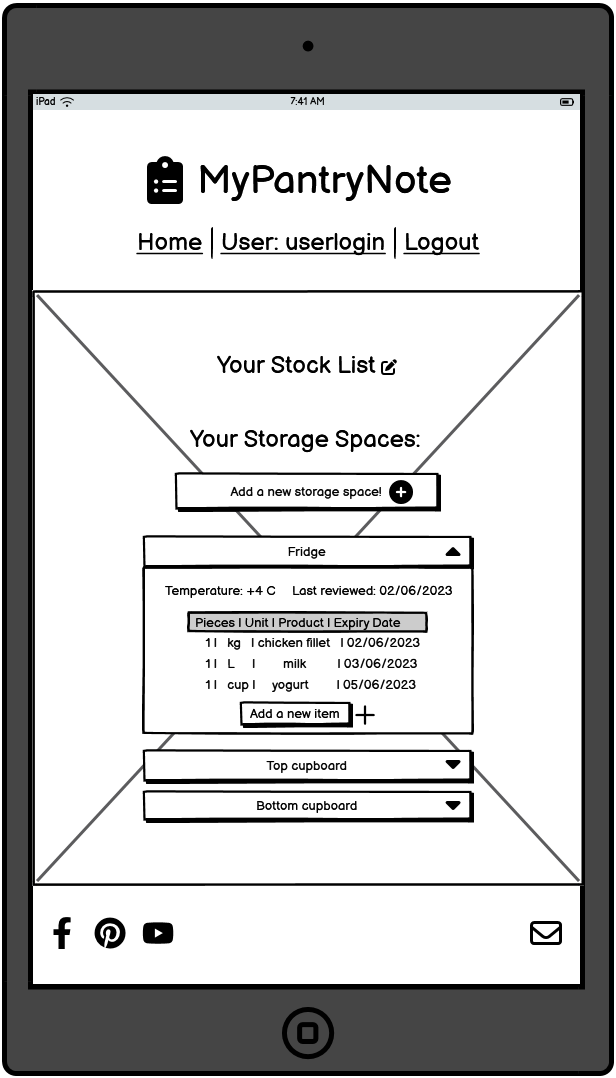 iPad 7:41 AM
MyPantryNote
Home | User: userlogin | Logout
Your Stock List
Your Storage Spaces:
Add a new storage space!
Fridge
Temperature: +4 C Last reviewed: 02/06/2023
Pieces | Unit | Product | Expiry Date
1 | kg | chicken fillet | 02/06/2023
1 | L | milk | 03/06/2023
1 | cup | yogurt | 05/06/2023
Add a new item
Top cupboard
Bottom cupboard